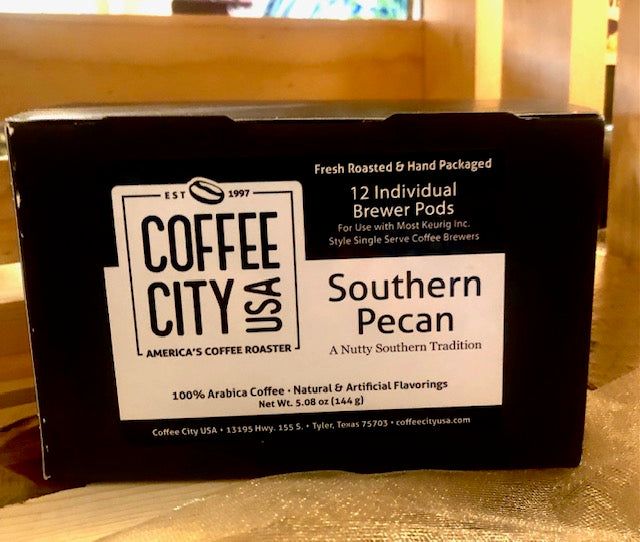 EST 1997
COFFEE
CITY USA
AMERICA'S COFFEE ROASTER
Fresh Roasted & Hand Packaged
12 Individual
Brewer Pods
For Use with Most Keurig Inc.
Style Single Serve Coffee Brewers
Southern
Pecan
A Nutty Southern Tradition
100% Arabica Coffee • Natural & Artificial Flavorings
Net Wt. 5.08 oz (144 g)
Coffee City USA • 13195 Hwy. 155 S. • Tyler, Texas 75703 • coffeecityusa.com